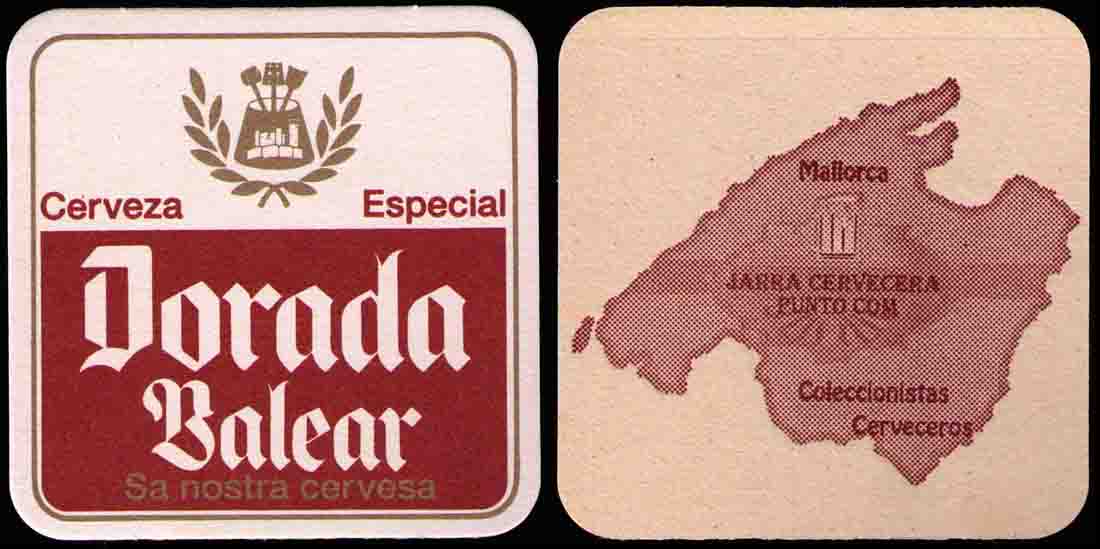 Cerveza Especial
Dorada
Balear
Sa nostra cervesa
Mallorca
JARRA CERVECERA
PUNTO COM
Coleccionistas
Cerveceros